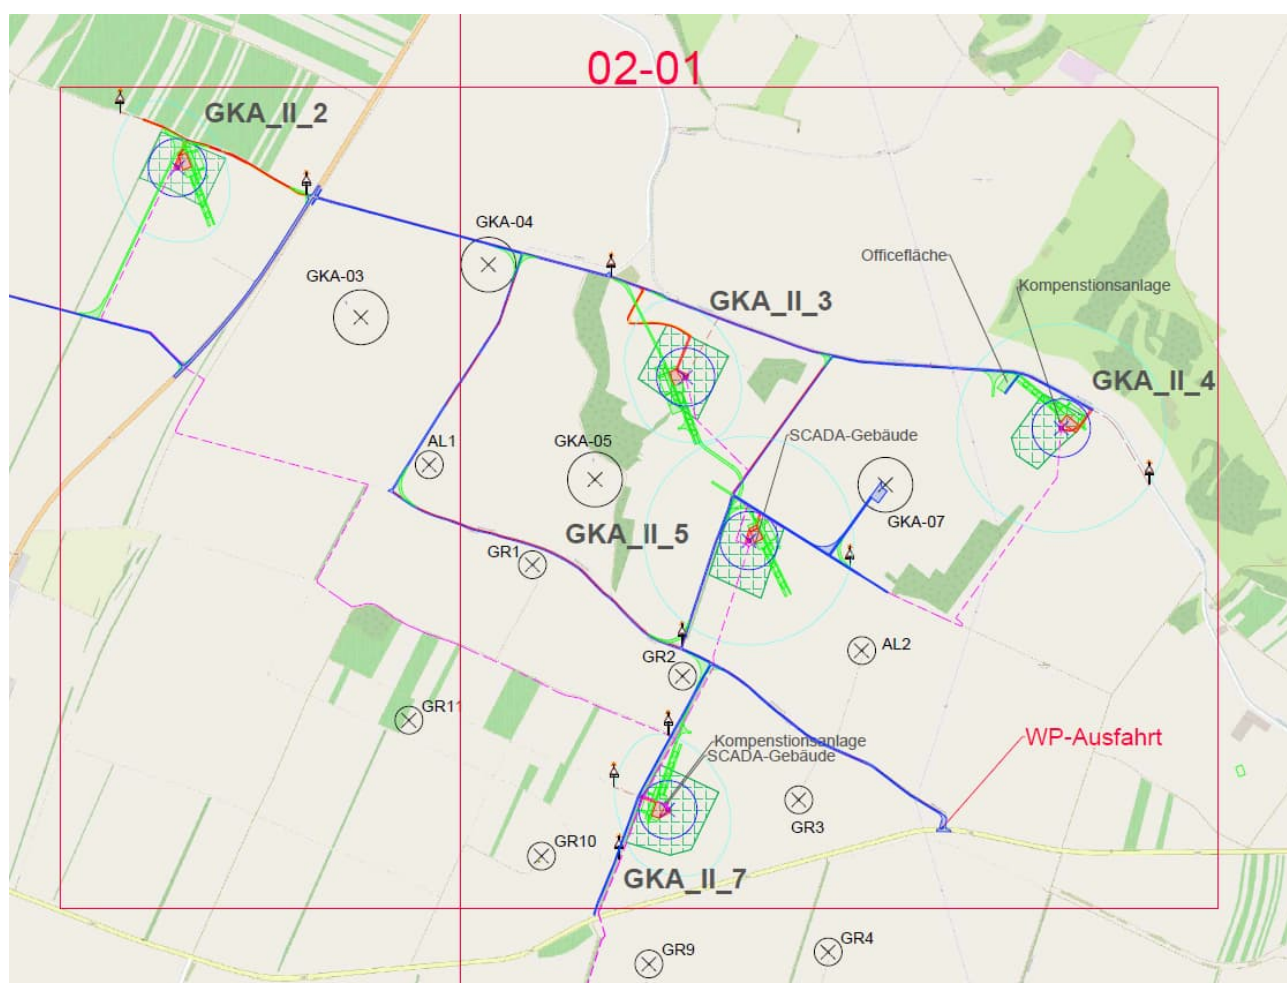 02-01
GKA_II_2
GKA-04
GKA-03
Officefläche
Kompenstionsanlage
GKA_II_3
GKA_II_4
AL1
GKA-05
SCADA-Gebäude
GKA-07
GKA_II_5
GR1
GR2
AL2
GR11
Kompenstionsanlage
SCADA-Gebäude
WP-Ausfahrt
GR3
GR10
GKA_II_7
GR9
GR4